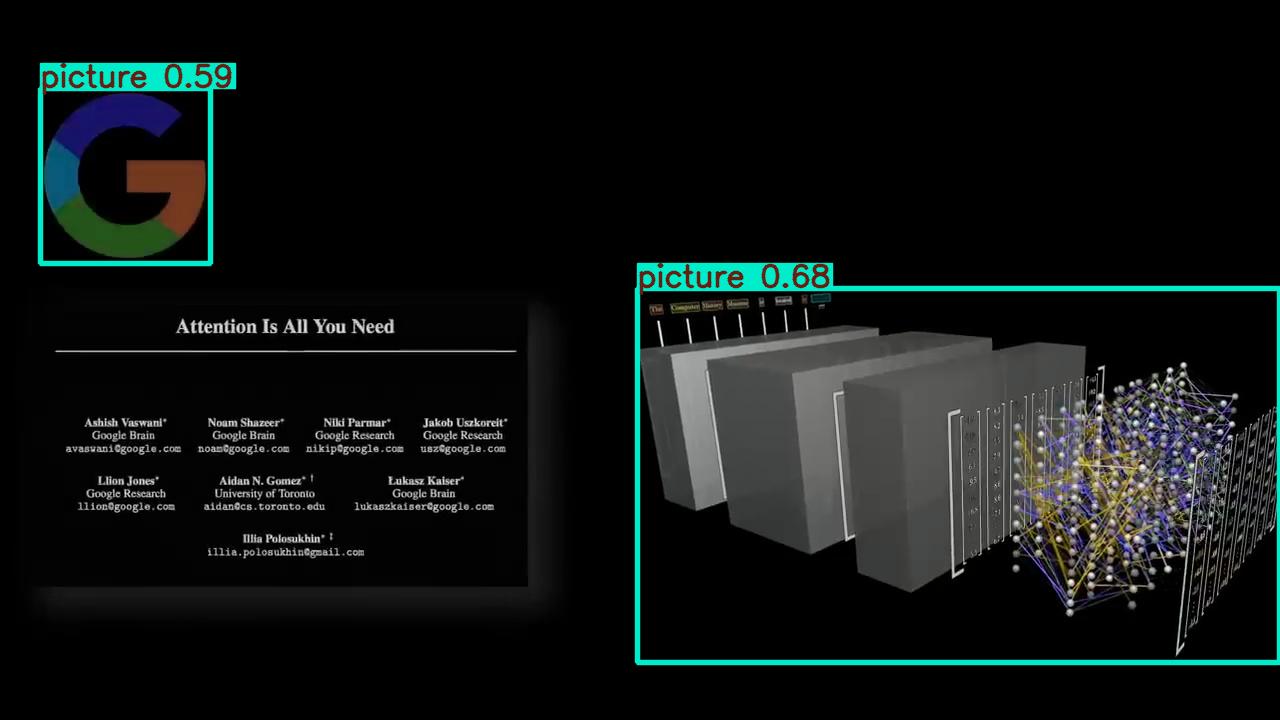 picture 0.59
Attention Is All You Need
Ashish Vaswani* Noam Shazeer* Niki Parmar* Jakob Uszkoreit*
Google Brain Google Brain Google Research Google Research
avaswani@google.com noam@google.com nikip@google.com usz@google.com
Llion Jones* Aidan N. Gomez* † Łukasz Kaiser*
Google Research University of Toronto Google Brain
llion@google.com aidan@cs.toronto.edu lukaszkaiser@google.com
Illia Polosukhin* ‡
illia.polosukhin@gmail.com
picture 0.68
The Computer History Museum is located in